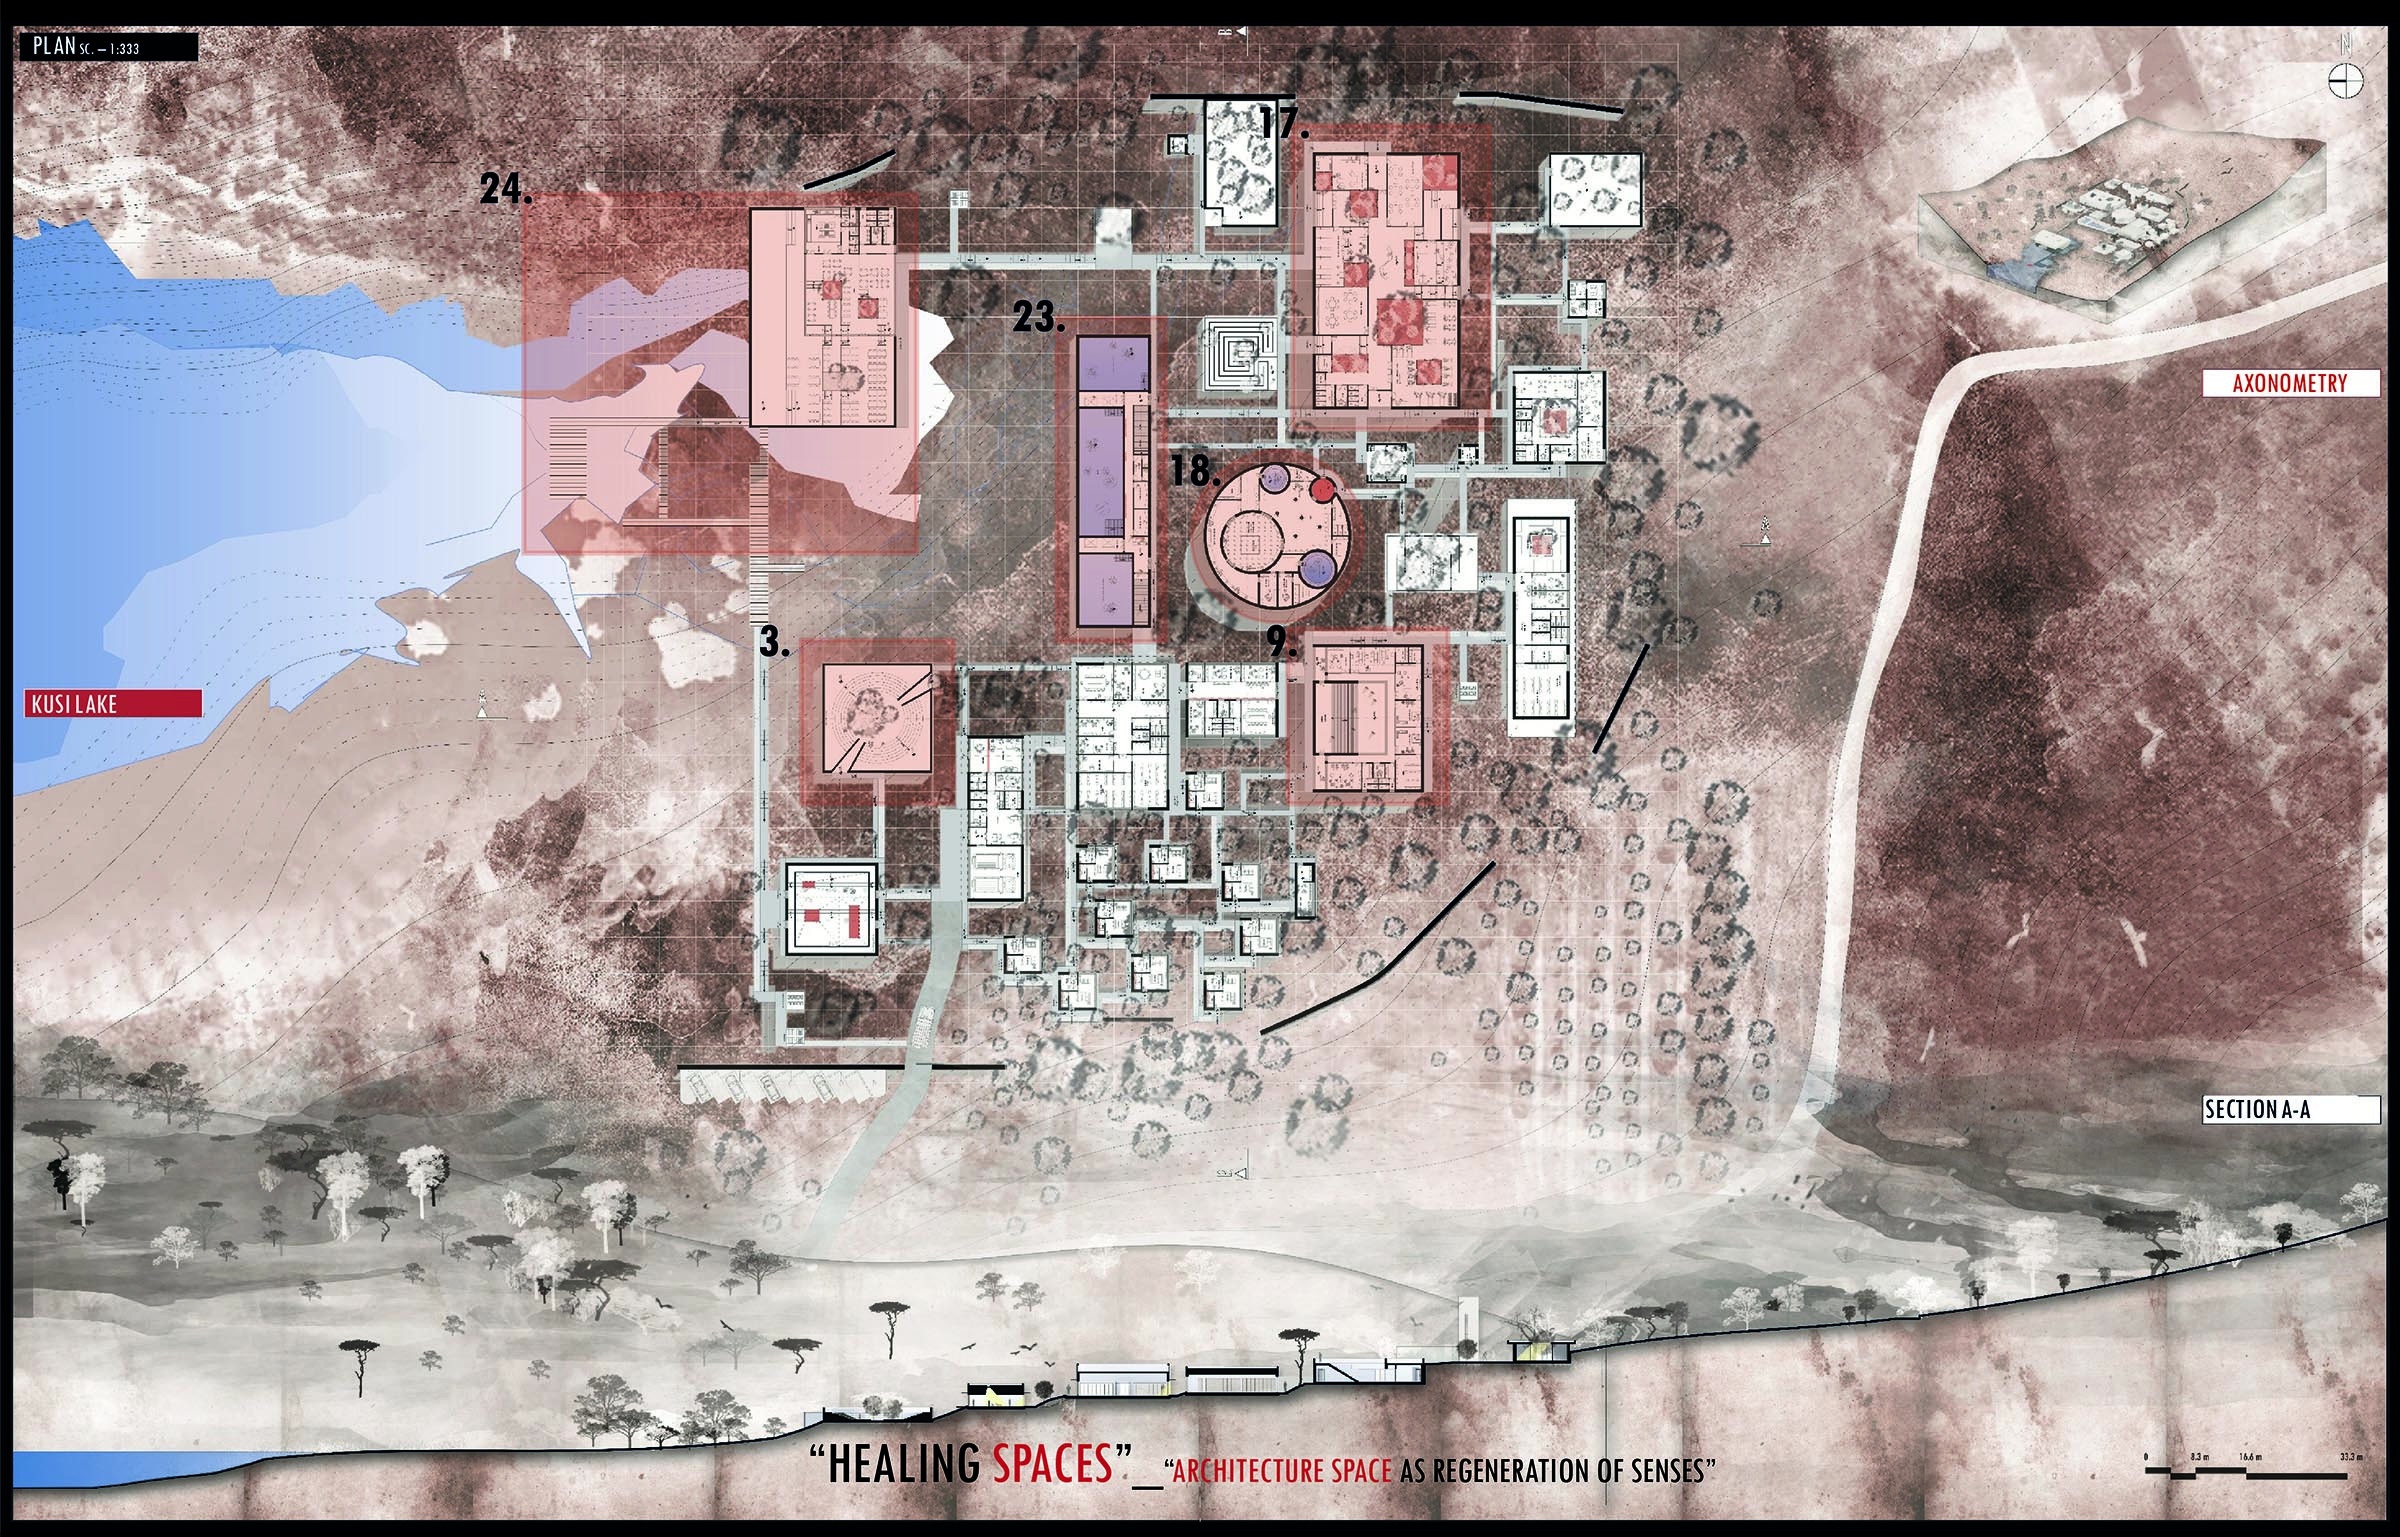 PLAN SC. – 1:333
B
N
17.
24.
23.
AXONOMETRY
18.
3.
9.
KUSI LAKE
SECTION A-A
“HEALING SPACES”_“ARCHITECTURE SPACE AS REGENERATION OF SENSES”
0 8.3 m 16.6 m 33.3 m